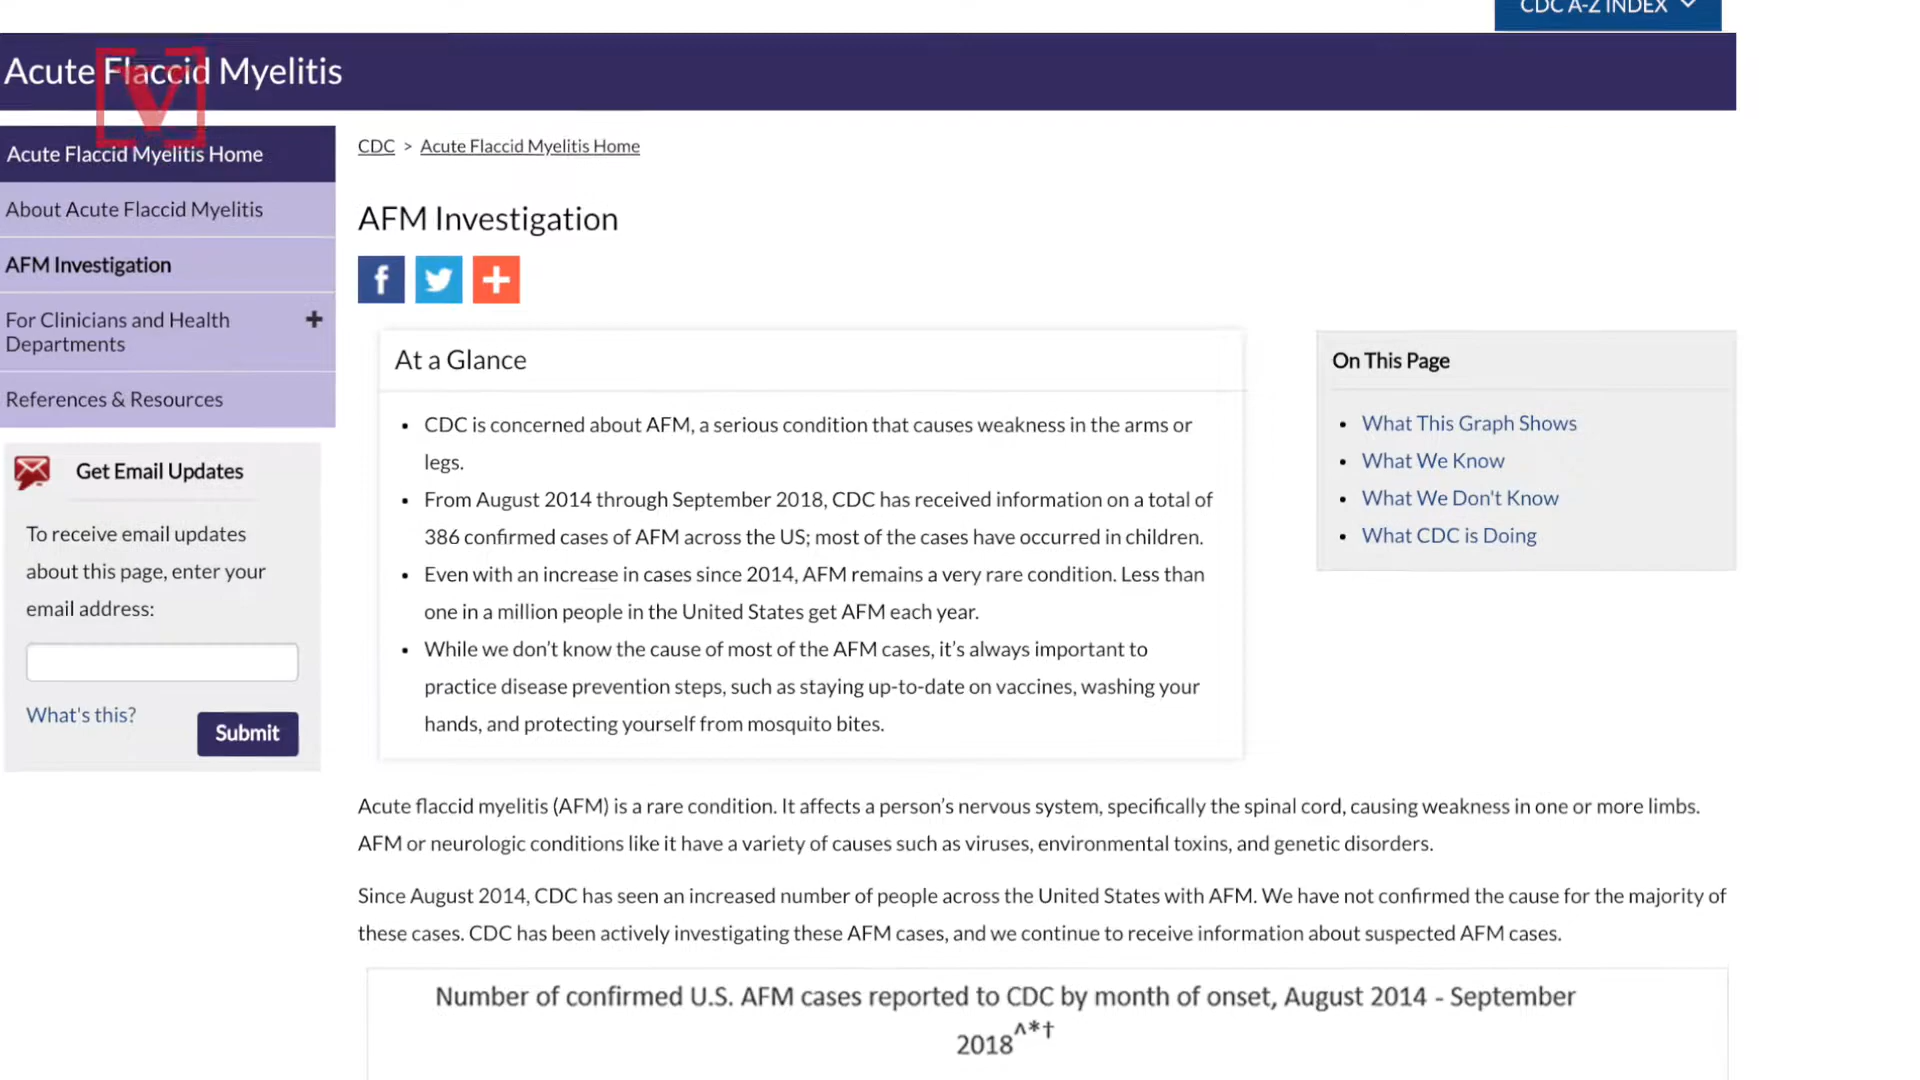 CDC A-Z INDEX
Acute Flaccid Myelitis
V
Acute Flaccid Myelitis Home
About Acute Flaccid Myelitis
AFM Investigation
For Clinicians and Health
Departments
References & Resources
Get Email Updates
To receive email updates
about this page, enter your
email address:
What's this?
Submit
CDC > Acute Flaccid Myelitis Home
AFM Investigation
At a Glance
• CDC is concerned about AFM, a serious condition that causes weakness in the arms or
legs.
• From August 2014 through September 2018, CDC has received information on a total of
386 confirmed cases of AFM across the US; most of the cases have occurred in children.
• Even with an increase in cases since 2014, AFM remains a very rare condition. Less than
one in a million people in the United States get AFM each year.
• While we don’t know the cause of most of the AFM cases, it’s always important to
practice disease prevention steps, such as staying up-to-date on vaccines, washing your
hands, and protecting yourself from mosquito bites.
On This Page
• What This Graph Shows
• What We Know
• What We Don't Know
• What CDC is Doing
Acute flaccid myelitis (AFM) is a rare condition. It affects a person’s nervous system, specifically the spinal cord, causing weakness in one or more limbs.
AFM or neurologic conditions like it have a variety of causes such as viruses, environmental toxins, and genetic disorders.
Since August 2014, CDC has seen an increased number of people across the United States with AFM. We have not confirmed the cause for the majority of
these cases. CDC has been actively investigating these AFM cases, and we continue to receive information about suspected AFM cases.
Number of confirmed U.S. AFM cases reported to CDC by month of onset, August 2014 - September
2018^*†